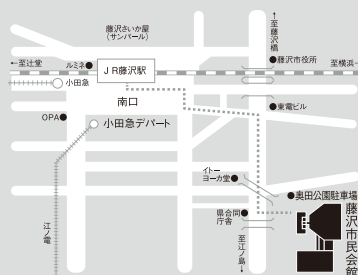 藤沢さいか屋
(サンパール)
↑至藤沢橋
●藤沢市役所
←至辻堂
ルミネ●
JR藤沢駅
至横浜→
小田急
南口
●東電ビル
OPA●
小田急デパート
イトー
ヨーカ堂●
●奥田公園駐車場
県合同●
庁舎
藤沢市民会館
江ノ電
至江ノ島↓